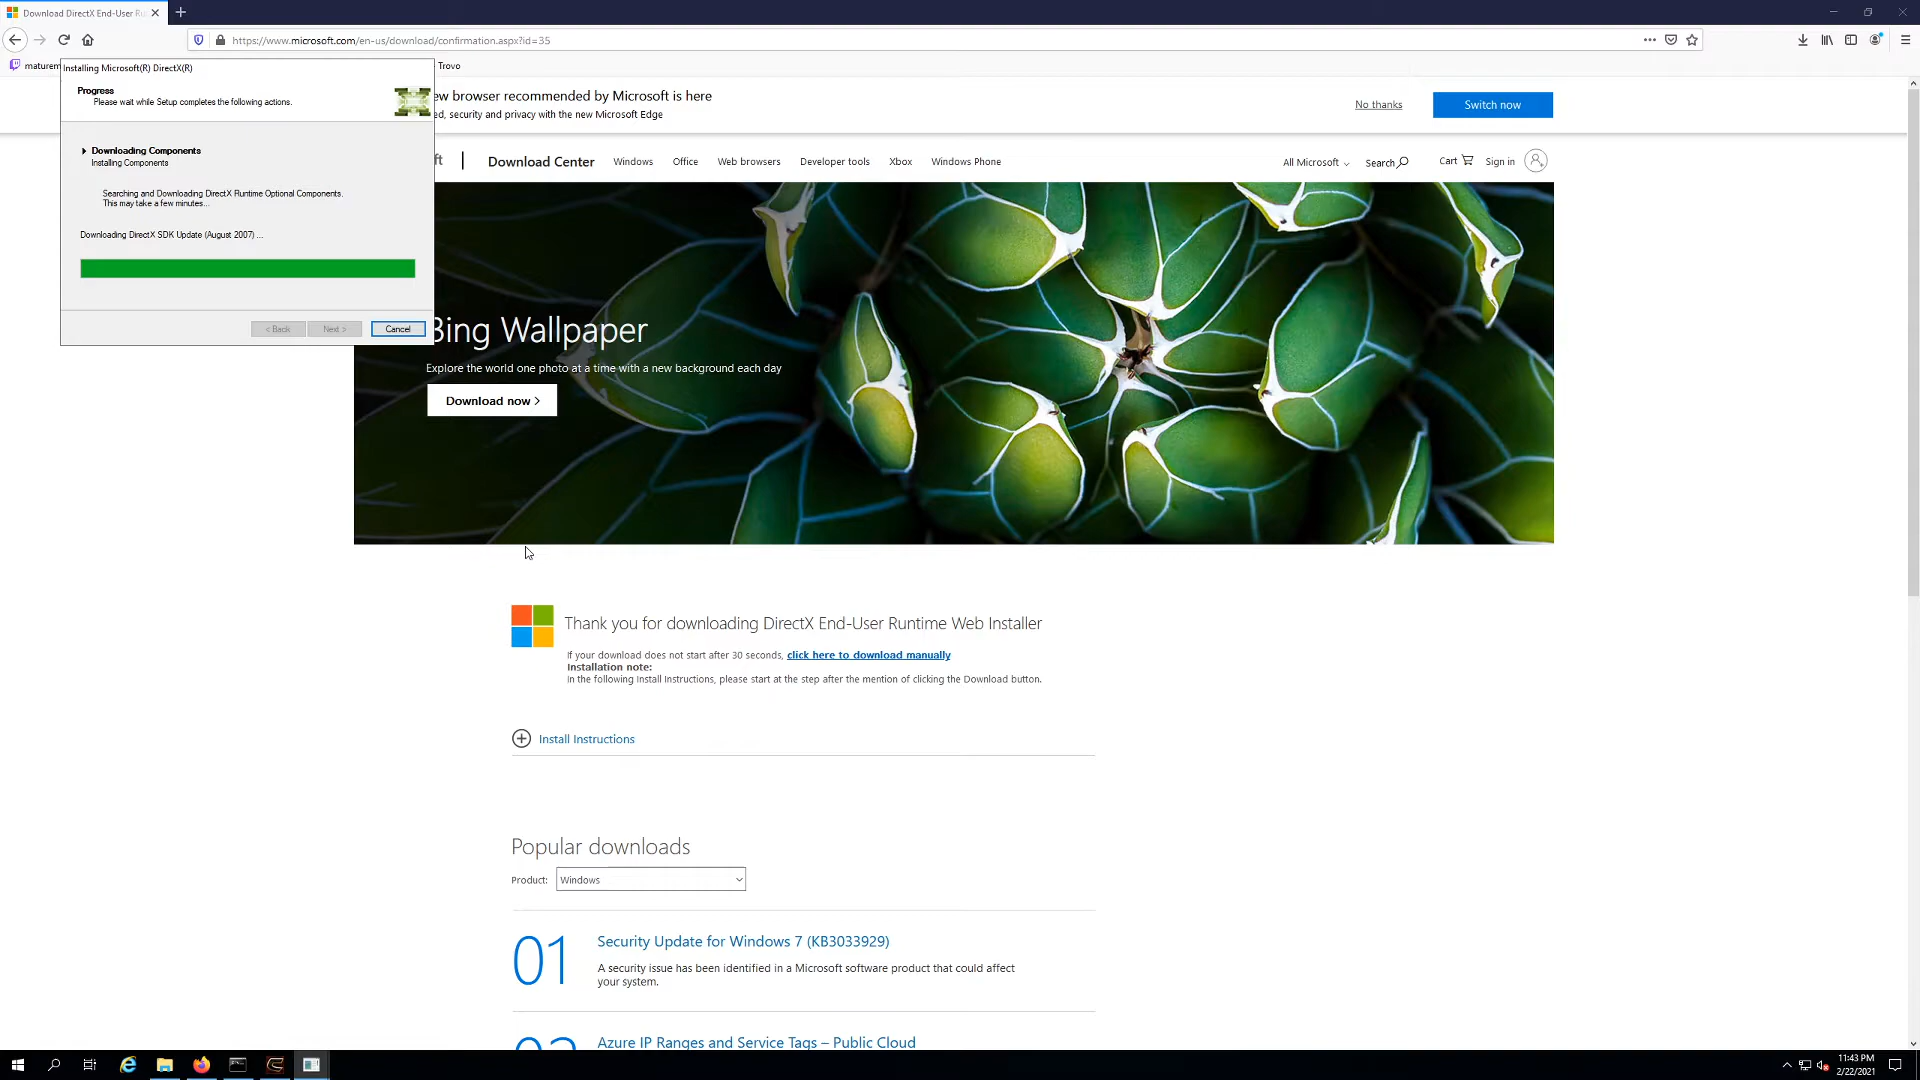 Download DirectX End-User Ru
https://www.microsoft.com/en-us/download/confirmation.aspx?id=35
maturem
Trovo
Installing Microsoft(R) DirectX(R)
Progress
Please wait while Setup completes the following actions.
Downloading Components
Installing Components
Searching and Downloading DirectX Runtime Optional Components.
This may take a few minutes...
Downloading DirectX SDK Update (August 2007) ...
< Back
Next >
Cancel
ew browser recommended by Microsoft is here
ed, security and privacy with the new Microsoft Edge
No thanks
Switch now
ft
Download Center
Windows
Office
Web browsers
Developer tools
Xbox
Windows Phone
All Microsoft
Search
Cart
Sign in
Bing Wallpaper
Explore the world one photo at a time with a new background each day
Download now >
Thank you for downloading DirectX End-User Runtime Web Installer
If your download does not start after 30 seconds, click here to download manually
Installation note:
In the following Install Instructions, please start at the step after the mention of clicking the Download button.
Install Instructions
Popular downloads
Product:
Windows
01
Security Update for Windows 7 (KB3033929)
A security issue has been identified in a Microsoft software product that could affect
your system.
02
Azure IP Ranges and Service Tags – Public Cloud
11:43 PM
2/22/2021